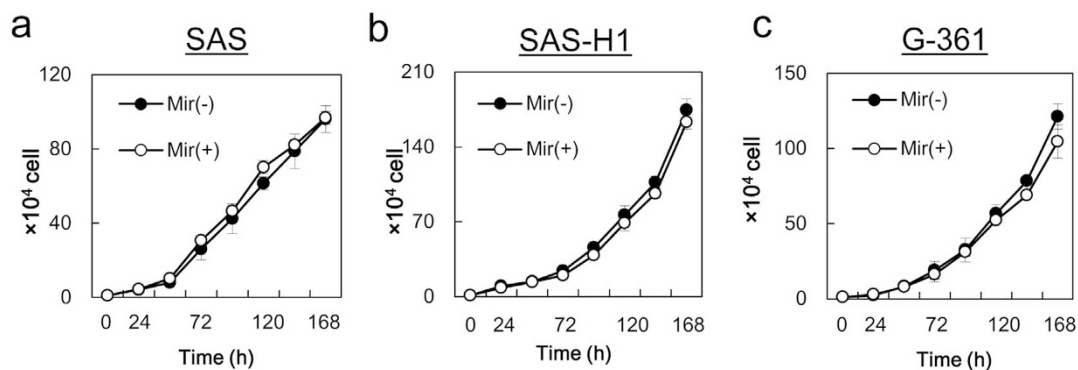 a
SAS
120
80
40
0
×10⁴ cell
Mir(-)
Mir(+)
0 24 72 120 168
Time (h)
b
SAS-H1
210
140
70
0
×10⁴ cell
Mir(-)
Mir(+)
0 24 72 120 168
Time (h)
c
G-361
150
100
50
0
×10⁴ cell
Mir(-)
Mir(+)
0 24 72 120 168
Time (h)